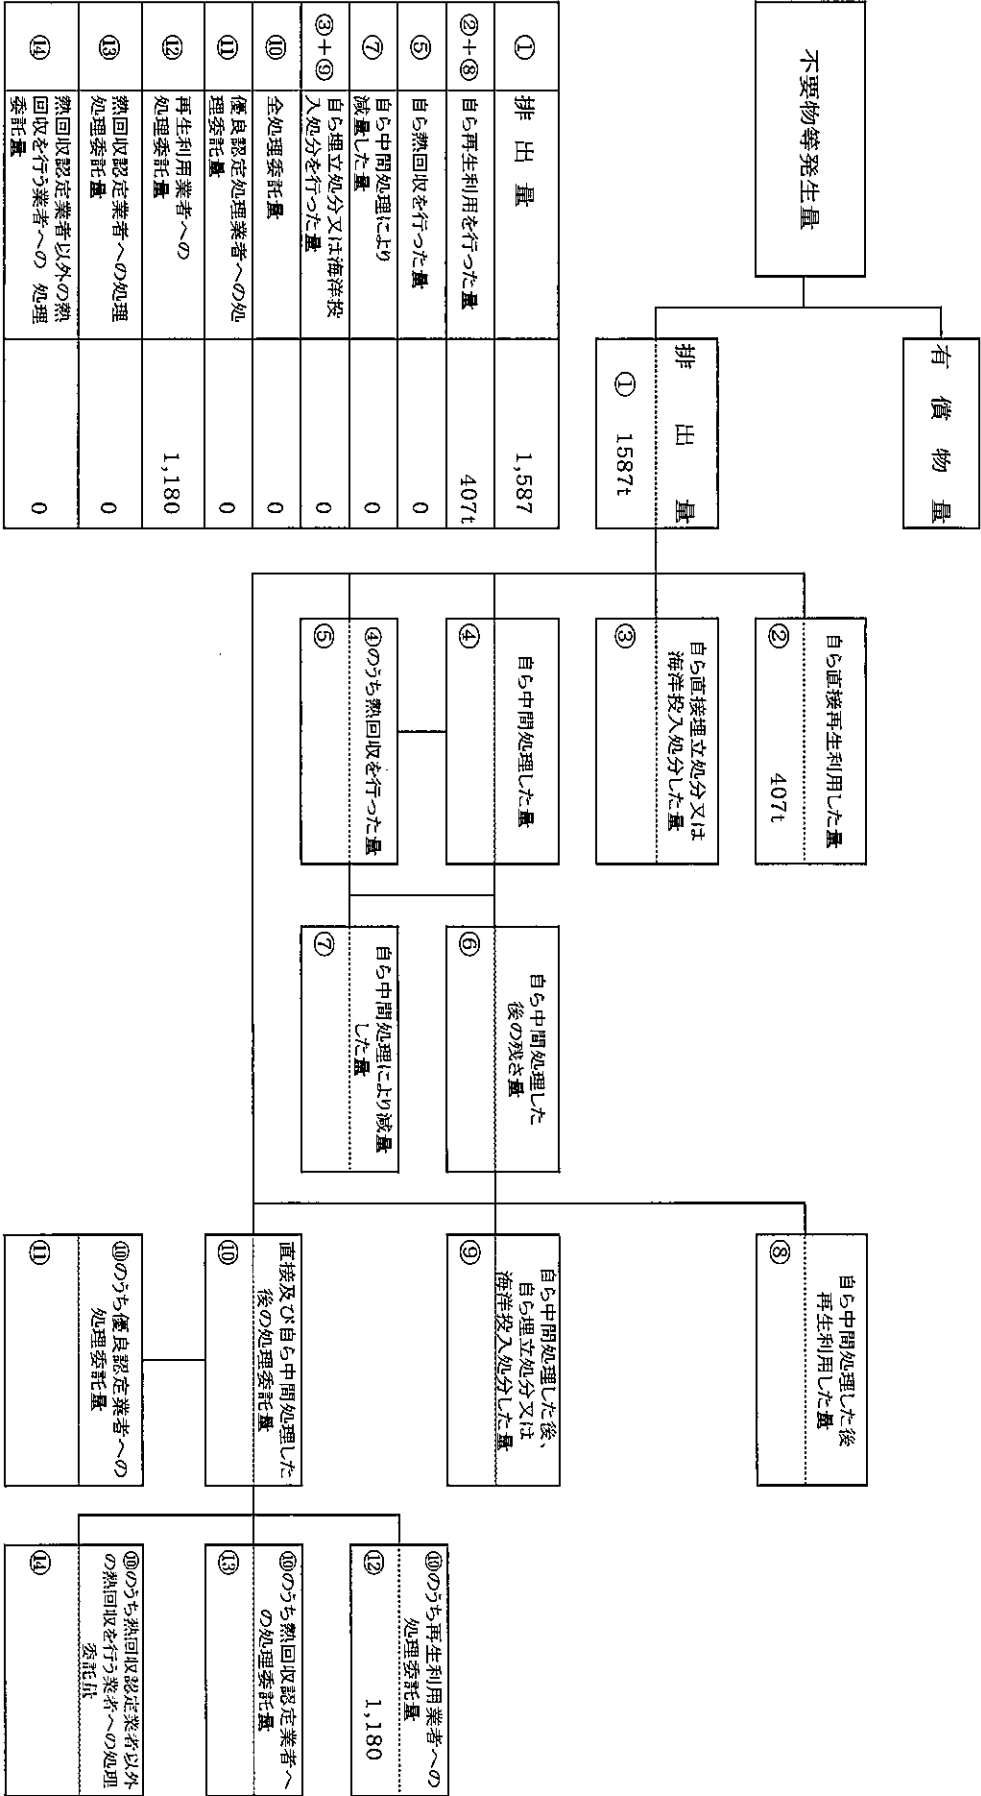 不要物等発生量
有償物量
排出量
① 1587t
自ら直接再生利用した量
② 407t
自ら直接埋立処分又は
海洋投入処分した量
③
自ら中間処理した量
④
④のうち熱回収を行った量
⑤
自ら中間処理した
後の残さ量
⑥
自ら中間処理により減量
した量
⑦
自ら中間処理した後
再生利用した量
⑧
自ら中間処理した後、
自ら埋立処分又は
海洋投入処分した量
⑨
直接及び自ら中間処理した
後の処理委託量
⑩
⑩のうち優良認定業者への
処理委託量
⑪
⑩のうち再生利用業者への
処理委託量
⑫ 1,180
⑩のうち熱回収認定業者へ
の処理委託量
⑬
⑩のうち熱回収認定業者以外
の熱回収を行う業者への処理
委託量
⑭
① 排出量 1,587
②+⑧ 自ら再生利用を行った量 407t
⑤ 自ら熱回収を行った量 0
⑦ 自ら中間処理により
減量した量 0
③+⑨ 自ら埋立処分又は海洋投
入処分を行った量 0
⑩ 全処理委託量 0
⑪ 優良認定処理業者への処
理委託量 0
⑫ 再生利用業者への
処理委託量 1,180
⑬ 熱回収認定業者への処理
処理委託量 0
⑭ 熱回収認定業者以外の熱
回収を行う業者への 処理
委託量 0